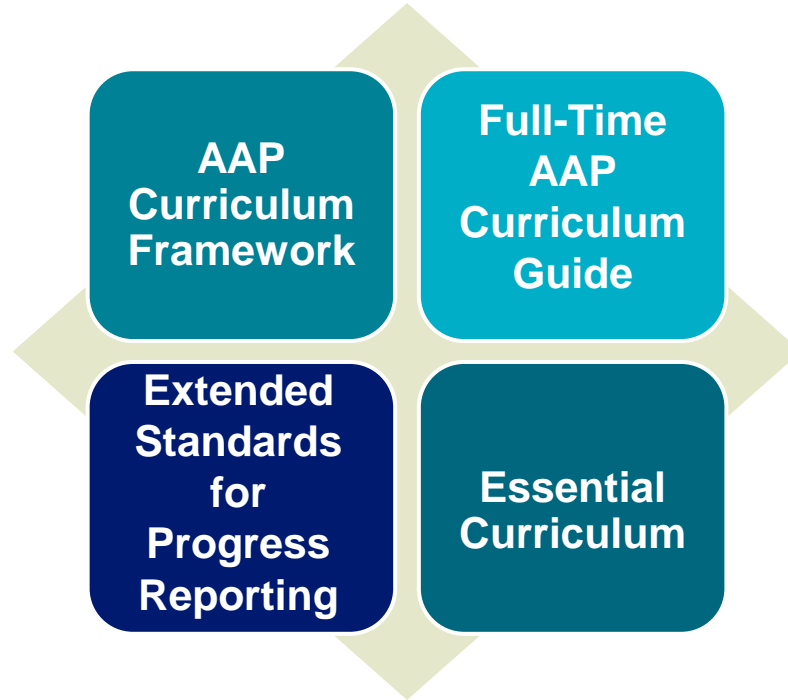 AAP
Curriculum
Framework
Full-Time
AAP
Curriculum
Guide
Extended
Standards
for
Progress
Reporting
Essential
Curriculum